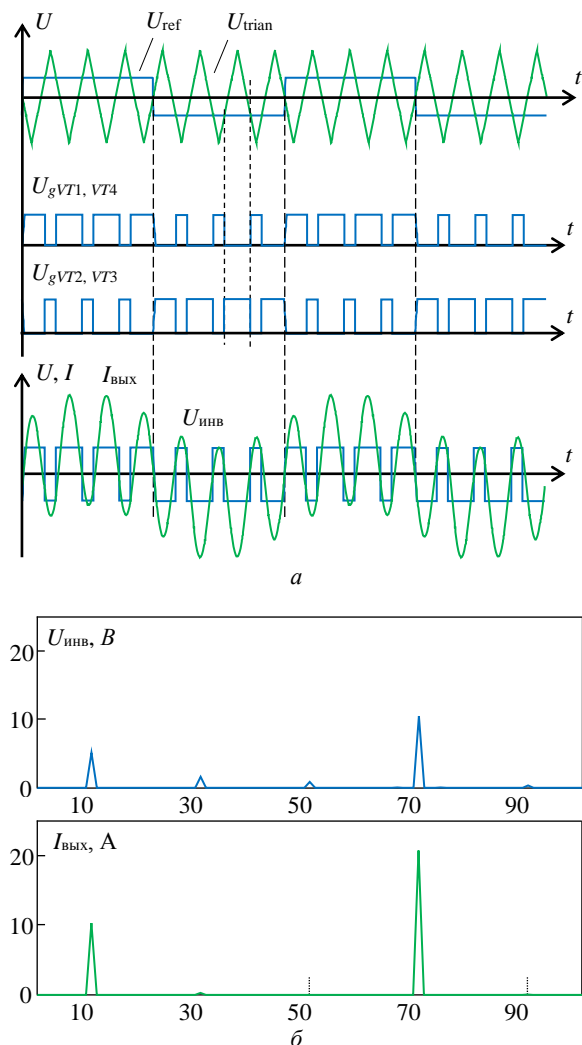 U U_ref U_trian
t
U_gVT1, VT4
t
U_gVT2, VT3
t
U, I I_вых
U_инв
t
а
U_инв, В
20
10
0
10 30 50 70 90
I_вых, А
20
10
0
10 30 50 70 90
б